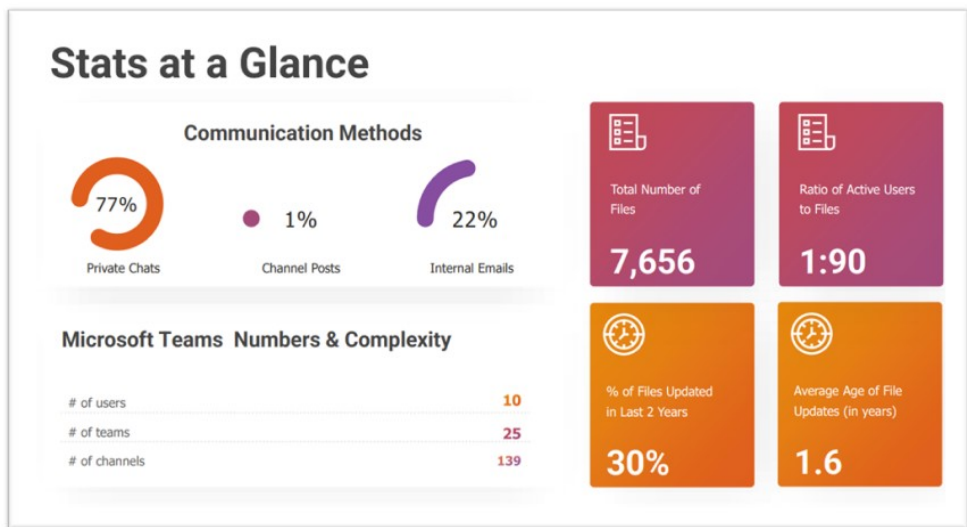 Stats at a Glance
Communication Methods
77%
1%
22%
Private Chats
Channel Posts
Internal Emails
Microsoft Teams Numbers & Complexity
# of users 10
# of teams 25
# of channels 139
Total Number of
Files
7,656
Ratio of Active Users
to Files
1:90
% of Files Updated
in Last 2 Years
30%
Average Age of File
Updates (in years)
1.6